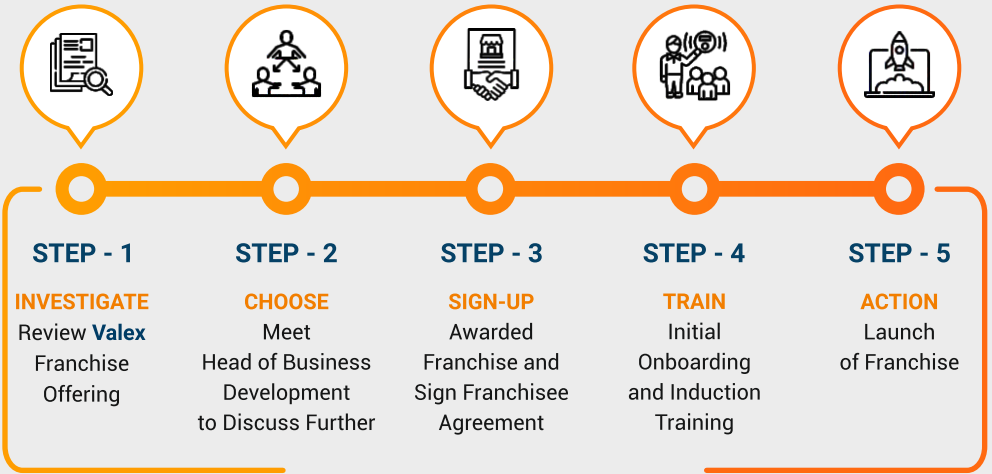 STEP - 1
INVESTIGATE
Review Valex
Franchise
Offering
STEP - 2
CHOOSE
Meet
Head of Business
Development
to Discuss Further
STEP - 3
SIGN-UP
Awarded
Franchise and
Sign Franchisee
Agreement
STEP - 4
TRAIN
Initial
Onboarding
and Induction
Training
STEP - 5
ACTION
Launch
of Franchise